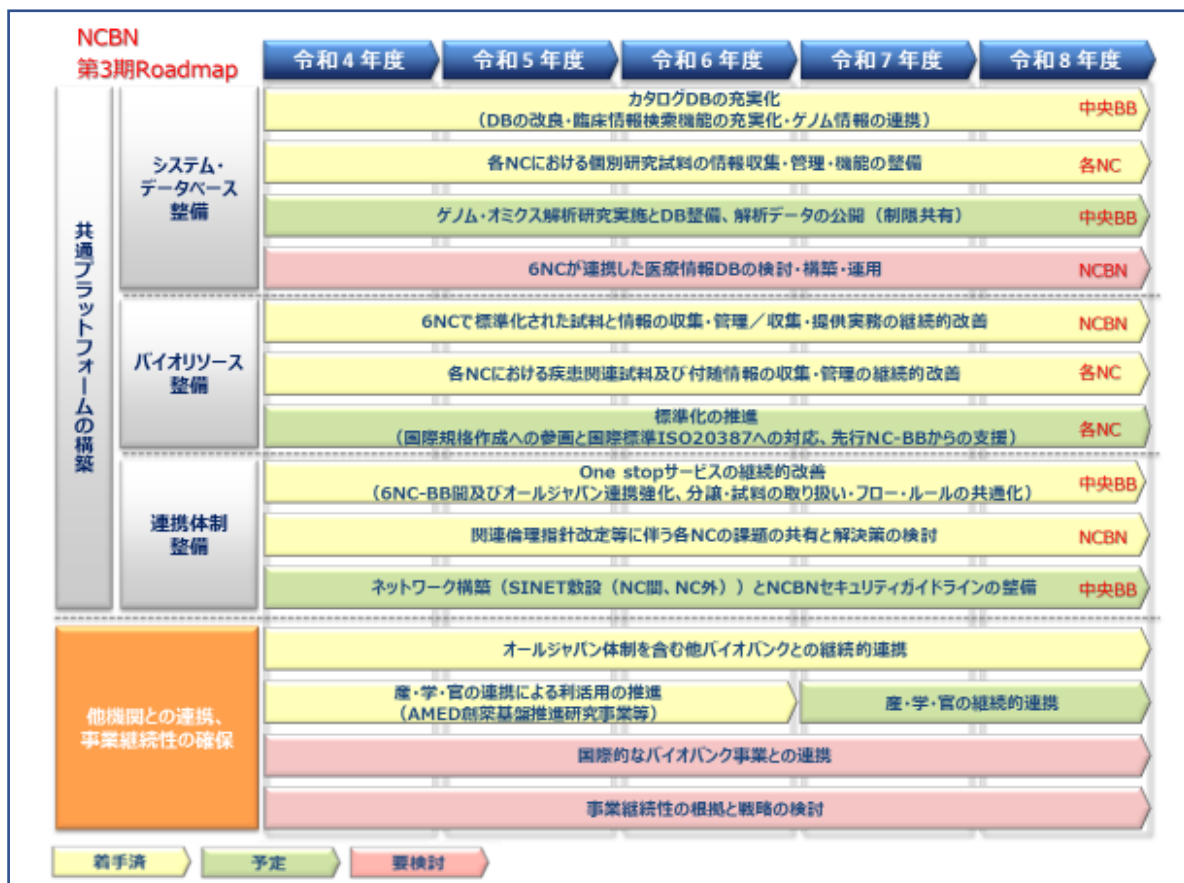 NCBN
第3期Roadmap
令和4年度
令和5年度
令和6年度
令和7年度
令和8年度
共通プラットフォームの構築
システム・
データベース
整備
カタログDBの充実化
(DBの改良・臨床情報検索機能の充実化・ゲノム情報の連携)
中央BB
各NCにおける個別研究試料の情報収集・管理・機能の整備
各NC
ゲノム・オミクス解析研究実施とDB整備、解析データの公開（制限共有）
中央BB
6NCが連携した医療情報DBの検討・構築・運用
NCBN
バイオリソース
整備
6NCで標準化された試料と情報の収集・管理／収集・提供実務の継続的改善
NCBN
各NCにおける疾患関連試料及び付随情報の収集・管理の継続的改善
各NC
標準化の推進
(国際規格作成への参画と国際標準ISO20387への対応、先行NC-BBからの支援)
各NC
連携体制
整備
One stopサービスの継続的改善
(6NC-BB間及びオールジャパン連携強化、分譲・試料の取り扱い・フロー・ルールの共通化)
中央BB
関連倫理指針改定等に伴う各NCの課題の共有と解決策の検討
NCBN
ネットワーク構築（SINET敷設（NC間、NC外））とNCBNセキュリティガイドラインの整備
中央BB
他機関との連携、
事業継続性の確保
オールジャパン体制を含む他バイオバンクとの継続的連携
産・学・官の連携による利活用の推進
(AMED創薬基盤推進研究事業等)
産・学・官の継続的連携
国際的なバイオバンク事業との連携
事業継続性の根拠と戦略の検討
着手済
予定
要検討